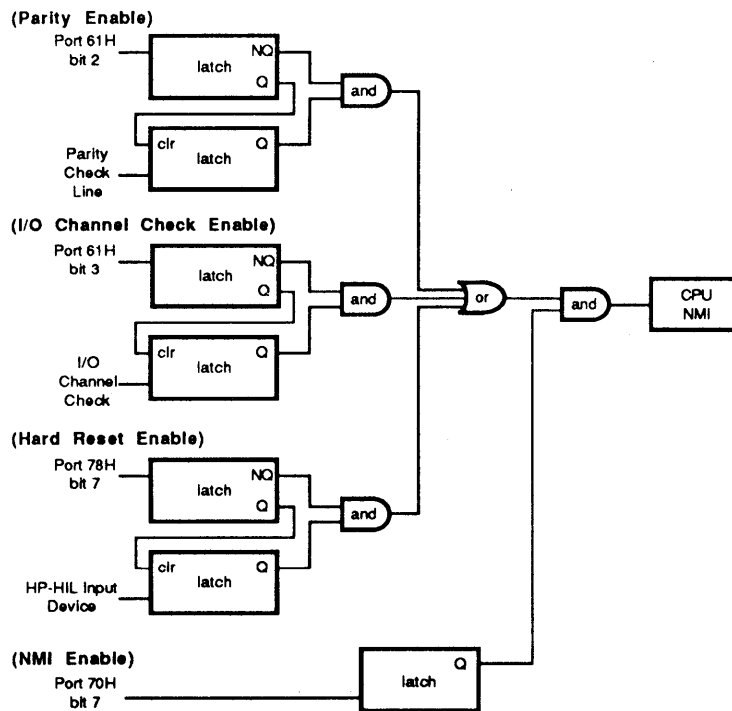 (Parity Enable)
Port 61H
bit 2
latch
NQ
Q
and
clr
latch
Q
Parity
Check
Line
(I/O Channel Check Enable)
Port 61H
bit 3
latch
NQ
Q
and
clr
latch
Q
I/O
Channel
Check
or
and
CPU
NMI
(Hard Reset Enable)
Port 78H
bit 7
latch
NQ
Q
and
clr
latch
Q
HP-HIL Input
Device
(NMI Enable)
Port 70H
bit 7
latch
Q